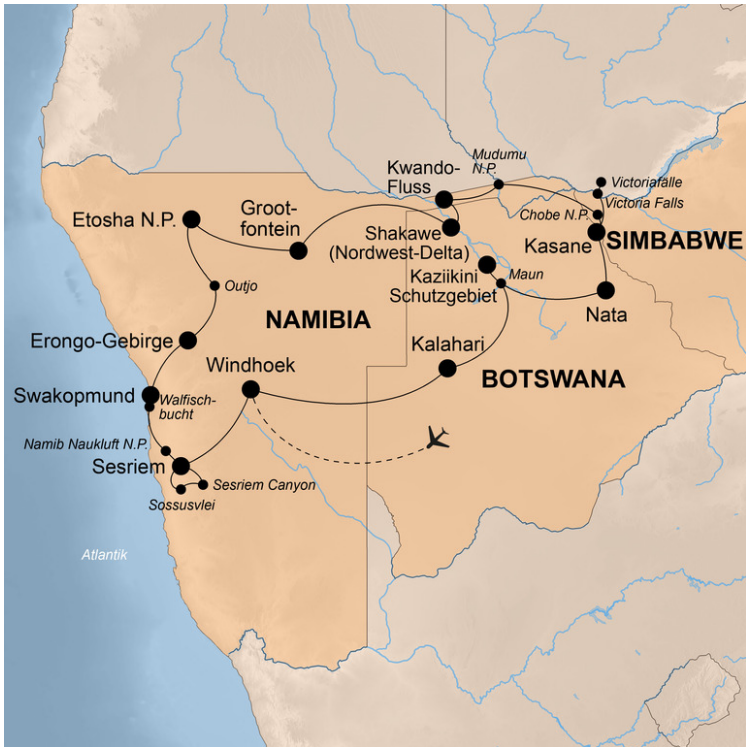 Mudumu
N.P.
Kwando-
Fluss
Victoriafälle
Victoria Falls
Etosha N.P.
Groot-
fontein
Chobe N.P.
Shakawe
(Nordwest-Delta)
Kasane
SIMBABWE
Kaziikini
Schutzgebiet
Maun
Outjo
NAMIBIA
Nata
Erongo-Gebirge
Kalahari
Windhoek
BOTSWANA
Swakopmund
Walfisch-
bucht
Namib Naukluft N.P.
Sesriem
Sesriem Canyon
Sossusvlei
Atlantik